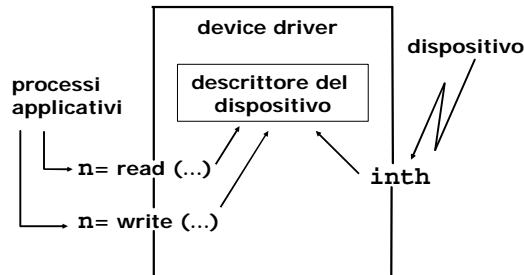 device driver
dispositivo
descrittore del
dispositivo
processi
applicativi
n= read (...)
inth
n= write (...)